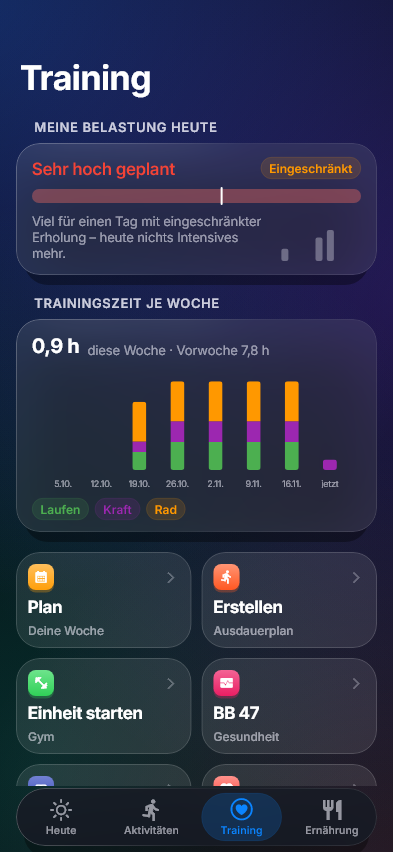 Training
MEINE BELASTUNG HEUTE
Sehr hoch geplant
Eingeschränkt
Viel für einen Tag mit eingeschränkter
Erholung – heute nichts Intensives
mehr.
TRAININGSZEIT JE WOCHE
0,9 h diese Woche · Vorwoche 7,8 h
5.10. 12.10. 19.10. 26.10. 2.11. 9.11. 16.11. jetzt
Laufen Kraft Rad
Plan
Deine Woche
Erstellen
Ausdauerplan
Einheit starten
Gym
BB 47
Gesundheit
Heute Aktivitäten Training Ernährung